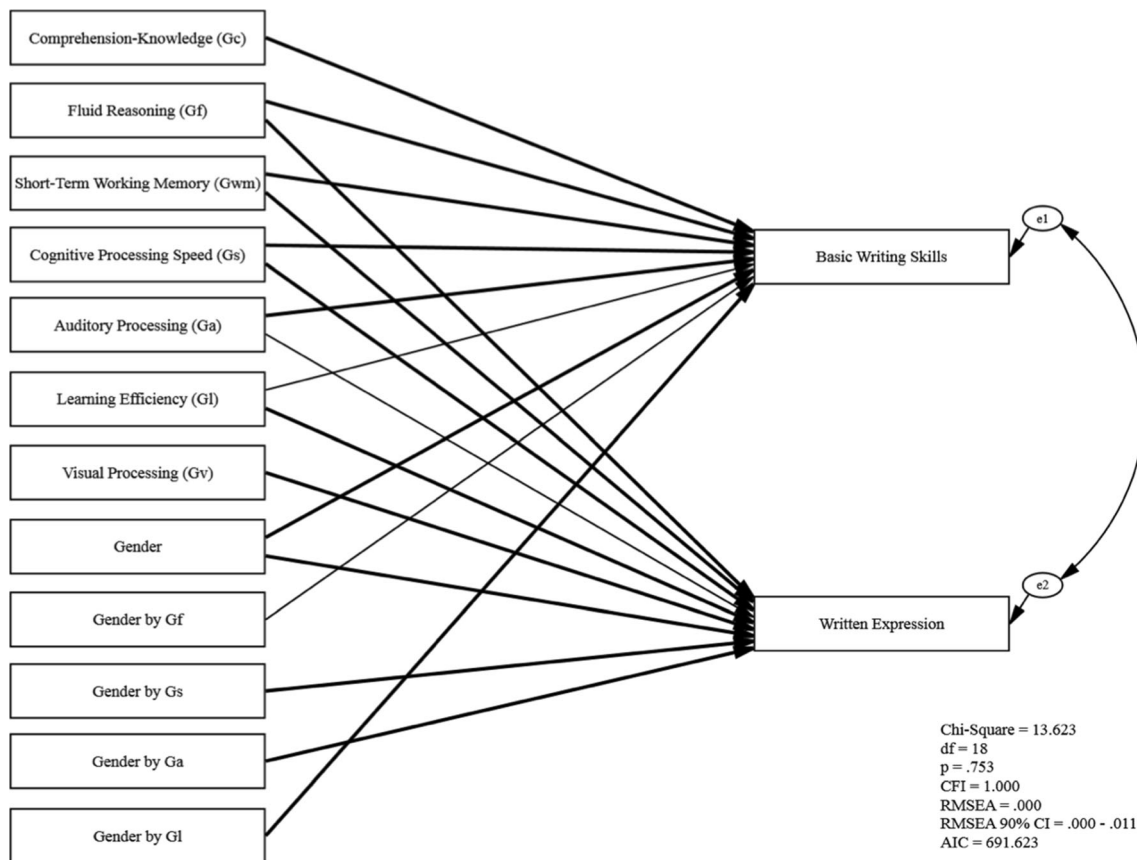 Comprehension-Knowledge (Gc)
Fluid Reasoning (Gf)
Short-Term Working Memory (Gwm)
Cognitive Processing Speed (Gs)
Auditory Processing (Ga)
Learning Efficiency (Gl)
Visual Processing (Gv)
Gender
Gender by Gf
Gender by Gs
Gender by Ga
Gender by Gl
Basic Writing Skills
e1
Written Expression
e2
Chi-Square = 13.623
df = 18
p = .753
CFI = 1.000
RMSEA = .000
RMSEA 90% CI = .000 - .011
AIC = 691.623